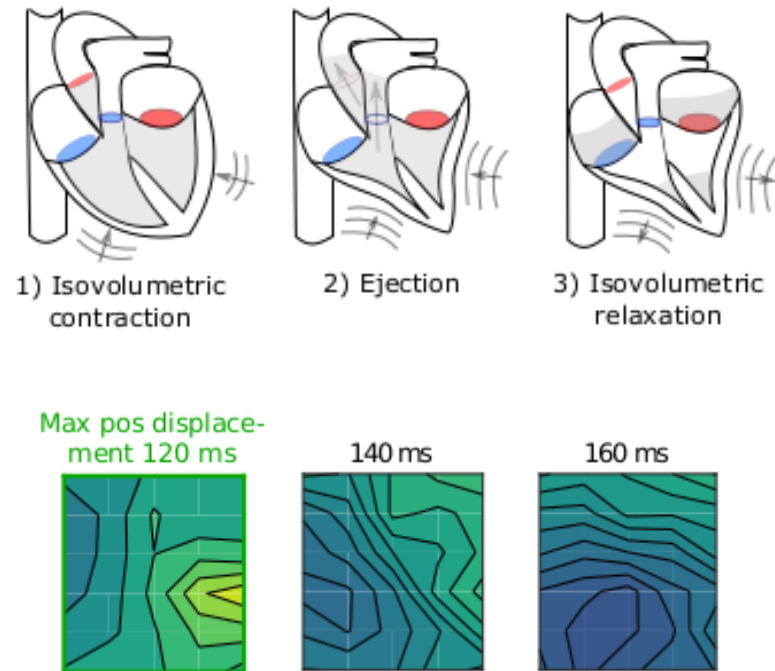 1) Isovolumetric
contraction
2) Ejection
3) Isovolumetric
relaxation
Max pos displace-
ment 120 ms
140 ms
160 ms